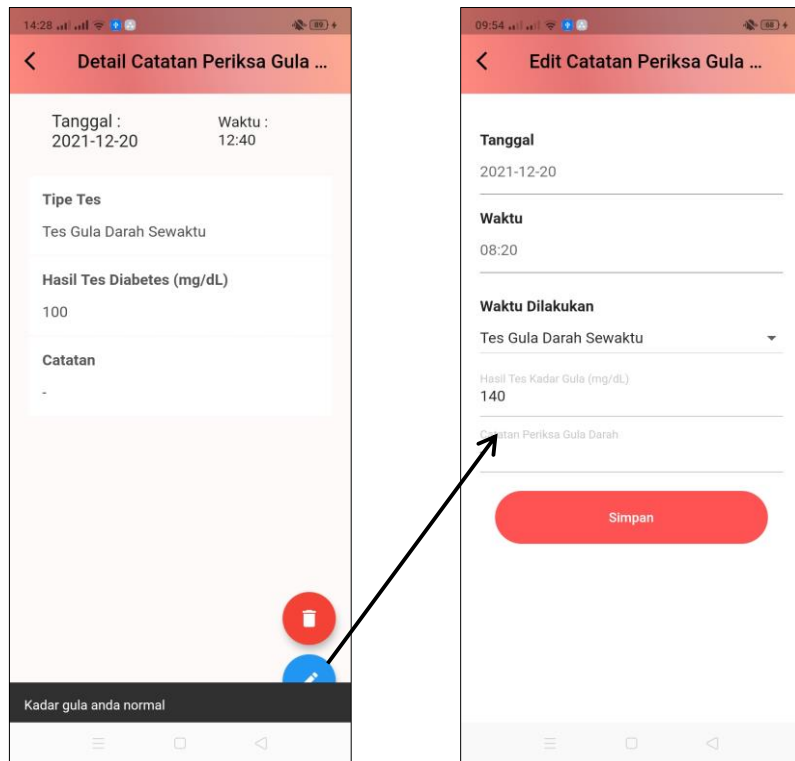 14:28
89
Detail Catatan Periksa Gula ...
Tanggal :
2021-12-20
Waktu :
12:40
Tipe Tes
Tes Gula Darah Sewaktu
Hasil Tes Diabetes (mg/dL)
100
Catatan
-
Kadar gula anda normal
09:54
88
Edit Catatan Periksa Gula ...
Tanggal
2021-12-20
Waktu
08:20
Waktu Dilakukan
Tes Gula Darah Sewaktu
Hasil Tes Kadar Gula (mg/dL)
140
Catatan Periksa Gula Darah
Simpan